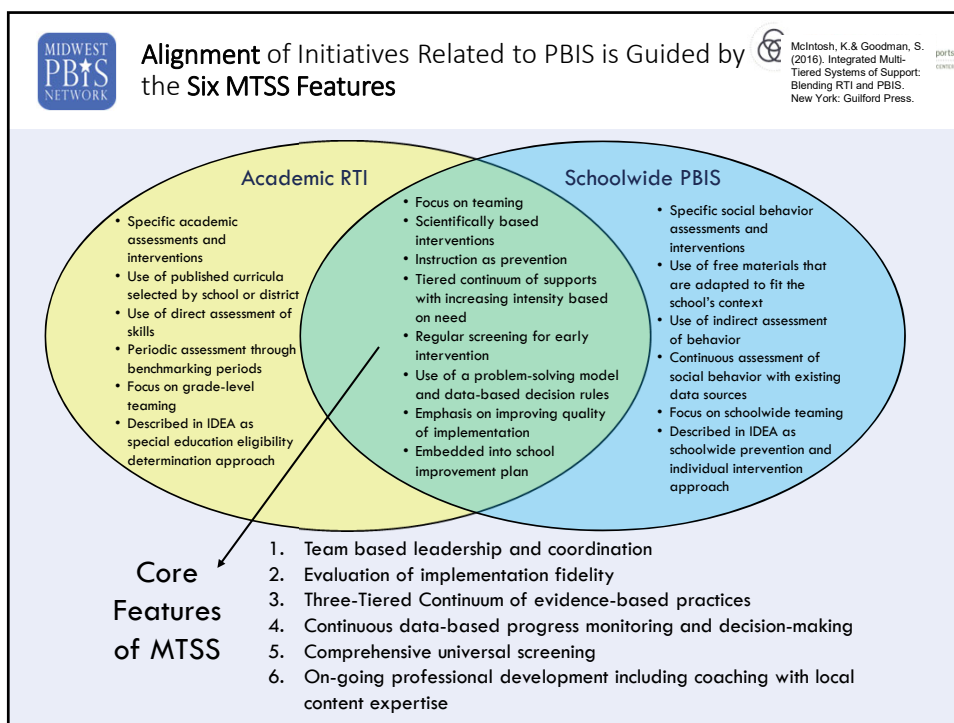 MIDWEST
PBIS
NETWORK
Alignment of Initiatives Related to PBIS is Guided by
the Six MTSS Features
McIntosh, K.& Goodman, S.
(2016). Integrated Multi-
Tiered Systems of Support:
Blending RTI and PBIS.
New York: Guilford Press.
ports
CENTER
Academic RTI
• Specific academic
assessments and
interventions
• Use of published curricula
selected by school or district
• Use of direct assessment of
skills
• Periodic assessment through
benchmarking periods
• Focus on grade-level
teaming
• Described in IDEA as
special education eligibility
determination approach
• Focus on teaming
• Scientifically based
interventions
• Instruction as prevention
• Tiered continuum of supports
with increasing intensity based
on need
• Regular screening for early
intervention
• Use of a problem-solving model
and data-based decision rules
• Emphasis on improving quality
of implementation
• Embedded into school
improvement plan
Schoolwide PBIS
• Specific social behavior
assessments and
interventions
• Use of free materials that
are adapted to fit the
school's context
• Use of indirect assessment
of behavior
• Continuous assessment of
social behavior with existing
data sources
• Focus on schoolwide teaming
• Described in IDEA as
schoolwide prevention and
individual intervention
approach
Core
Features
of MTSS
1. Team based leadership and coordination
2. Evaluation of implementation fidelity
3. Three-Tiered Continuum of evidence-based practices
4. Continuous data-based progress monitoring and decision-making
5. Comprehensive universal screening
6. On-going professional development including coaching with local
content expertise